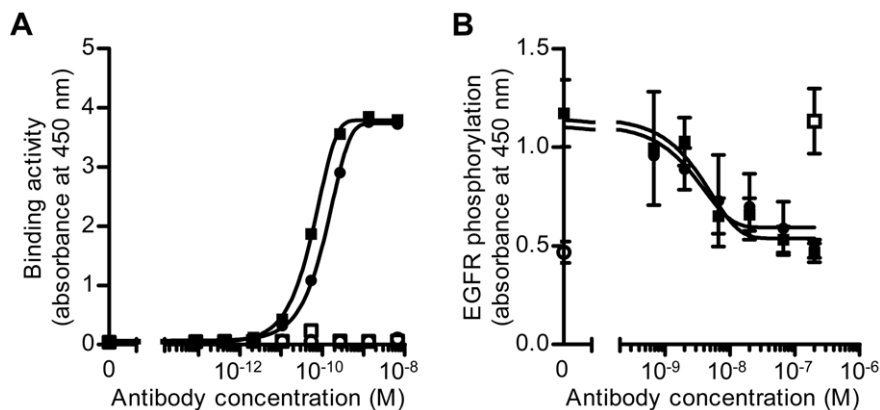 A
Binding activity
(absorbance at 450 nm)
5
4
3
2
1
0
0
10-12
10-10
10-8
Antibody concentration (M)
B
EGFR phosphorylation
(absorbance at 450 nm)
1.5
1.0
0.5
0.0
0
10-9
10-8
10-7
10-6
Antibody concentration (M)